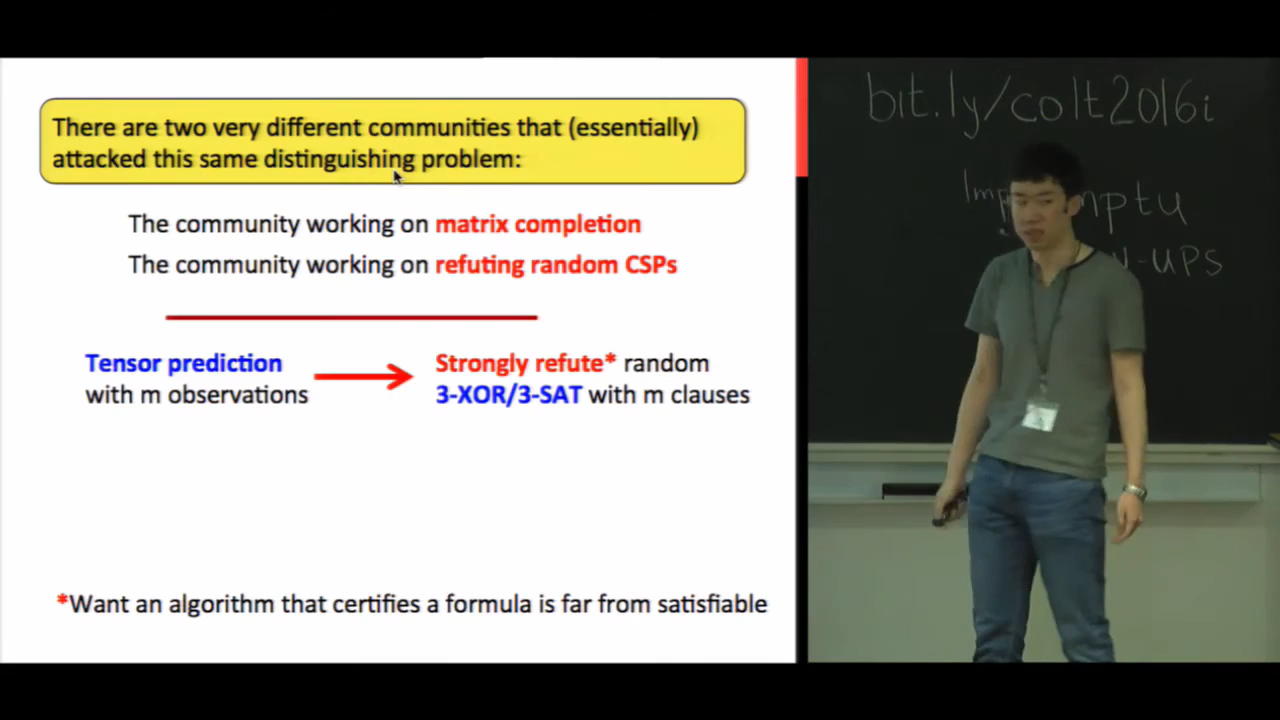 There are two very different communities that (essentially)
attacked this same distinguishing problem:
The community working on matrix completion
The community working on refuting random CSPs
Tensor prediction
with m observations
Strongly refute* random
3-XOR/3-SAT with m clauses
*Want an algorithm that certifies a formula is far from satisfiable
bit.ly/colt2016i